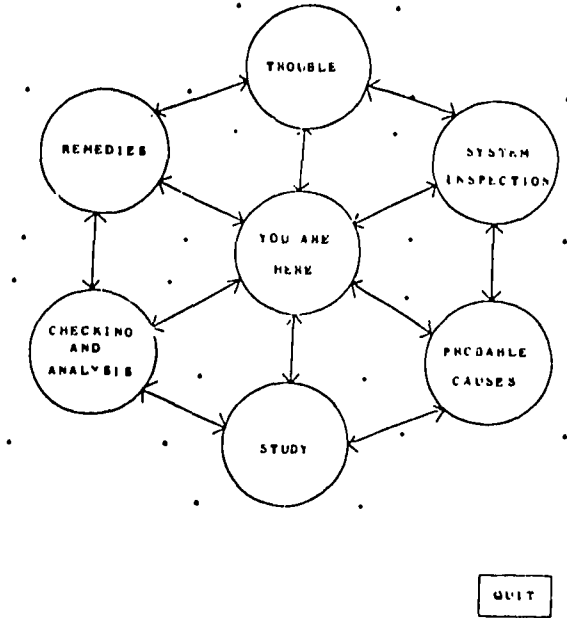 TROUBLE
REMEDIES
SYSTEM
INSPECTION
YOU ARE
HERE
CHECKING
AND
ANALYSIS
PROBABLE
CAUSES
STUDY
QUIT